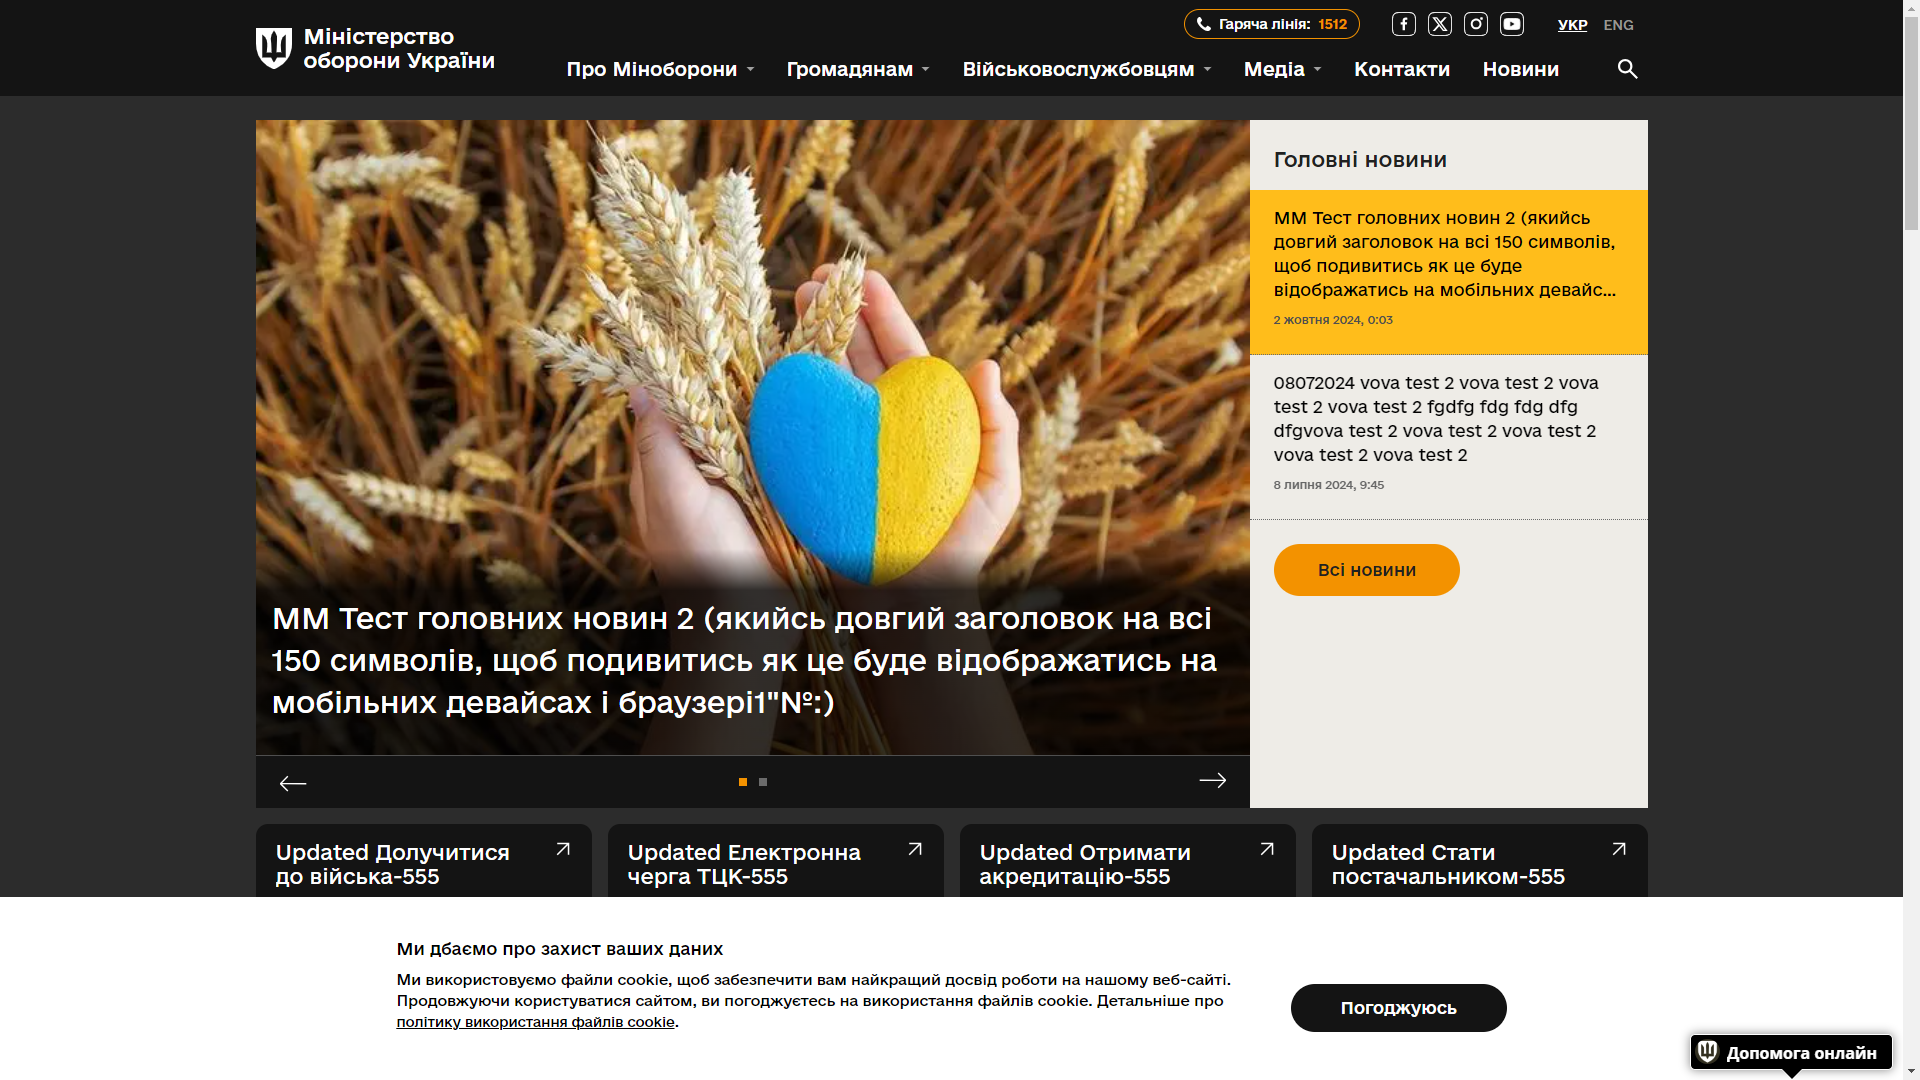 Міністерство
оборони України
Гаряча лінія: 1512
УКР
ENG
Про Міноборони
Громадянам
Військовослужбовцям
Медіа
Контакти
Новини
ММ Тест головних новин 2 (якийсь довгий заголовок на всі
150 символів, щоб подивитись як це буде відображатись на
мобільних девайсах і браузері1"№:)
Головні новини
ММ Тест головних новин 2 (якийсь
довгий заголовок на всі 150 символів,
щоб подивитись як це буде
відображатись на мобільних девайс...
2 жовтня 2024, 0:03
08072024 vova test 2 vova test 2 vova
test 2 vova test 2 fgdfg fdg fdg dfg
dfgvova test 2 vova test 2 vova test 2
vova test 2 vova test 2
8 липня 2024, 9:45
Всі новини
Updated Долучитися
до війська-555
Updated Електронна
черга ТЦК-555
Updated Отримати
акредитацію-555
Updated Стати
постачальником-555
Ми дбаємо про захист ваших даних
Ми використовуємо файли cookie, щоб забезпечити вам найкращий досвід роботи на нашому веб-сайті.
Продовжуючи користуватися сайтом, ви погоджуєтесь на використання файлів cookie. Детальніше про
політику використання файлів cookie.
Погоджуюсь
Допомога онлайн